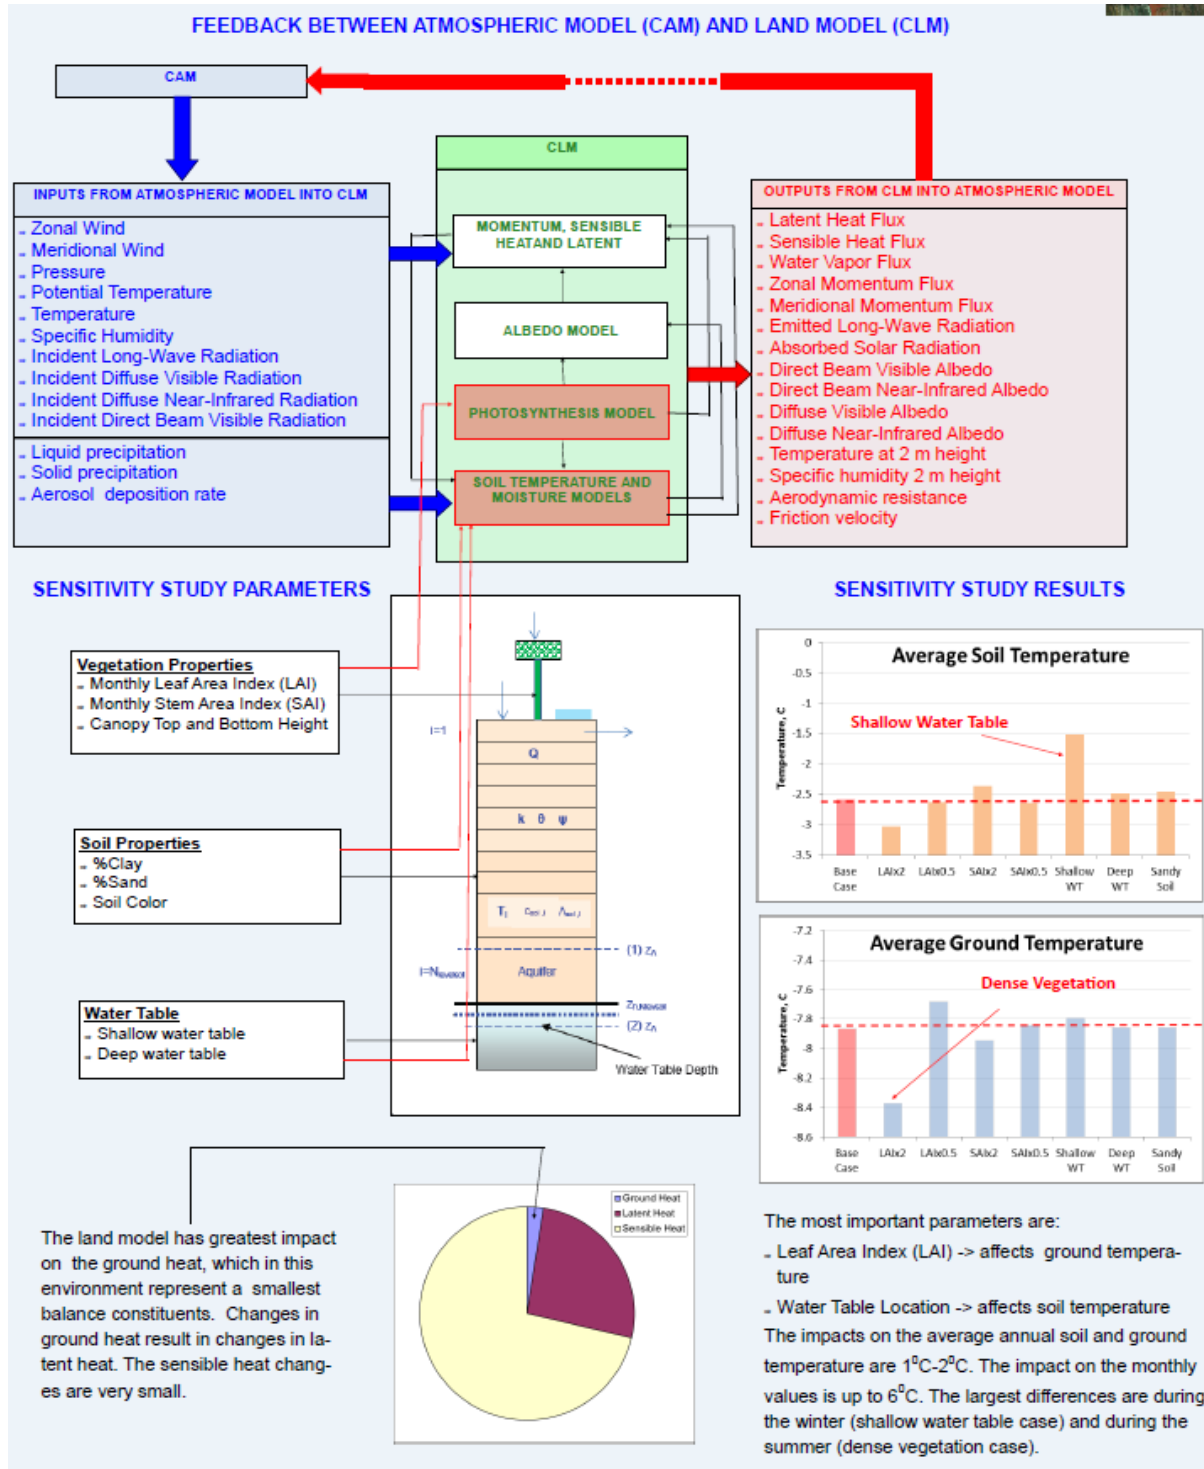 FEEDBACK BETWEEN ATMOSPHERIC MODEL (CAM) AND LAND MODEL (CLM)
CAM
CLM
INPUTS FROM ATMOSPHERIC MODEL INTO CLM
- Zonal Wind
- Meridional Wind
- Pressure
- Potential Temperature
- Temperature
- Specific Humidity
- Incident Long-Wave Radiation
- Incident Diffuse Visible Radiation
- Incident Diffuse Near-Infrared Radiation
- Incident Direct Beam Visible Radiation
- Liquid precipitation
- Solid precipitation
- Aerosol deposition rate
MOMENTUM, SENSIBLE
HEATAND LATENT
ALBEDO MODEL
PHOTOSYNTHESIS MODEL
SOIL TEMPERATURE AND
MOISTURE MODELS
OUTPUTS FROM CLM INTO ATMOSPHERIC MODEL
- Latent Heat Flux
- Sensible Heat Flux
- Water Vapor Flux
- Zonal Momentum Flux
- Meridional Momentum Flux
- Emitted Long-Wave Radiation
- Absorbed Solar Radiation
- Direct Beam Visible Albedo
- Direct Beam Near-Infrared Albedo
- Diffuse Visible Albedo
- Diffuse Near-Infrared Albedo
- Temperature at 2 m height
- Specific humidity 2 m height
- Aerodynamic resistance
- Friction velocity
SENSITIVITY STUDY PARAMETERS
Vegetation Properties
- Monthly Leaf Area Index (LAI)
- Monthly Stem Area Index (SAI)
- Canopy Top and Bottom Height
Soil Properties
- %Clay
- %Sand
- Soil Color
Water Table
- Shallow water table
- Deep water table
i=1
Q
k θ ψ
(1) z
Aquifer
(2) z
Water Table Depth
SENSITIVITY STUDY RESULTS
Average Soil Temperature
Shallow Water Table
Temperature, C
0
-0.5
-1
-1.5
-2
-2.5
-3
-3.5
Base Case
LAIx2
LAIx0.5
SAIx2
SAIx0.5
Shallow WT
Deep WT
Sandy Soil
Average Ground Temperature
Dense Vegetation
Temperature, C
-7.2
-7.4
-7.6
-7.8
-8
-8.2
-8.4
-8.6
Base Case
LAIx2
LAIx0.5
SAIx2
SAIx0.5
Shallow WT
Deep WT
Sandy Soil
The land model has greatest impact
on the ground heat, which in this
environment represent a smallest
balance constituents. Changes in
ground heat result in changes in la-
tent heat. The sensible heat chang-
es are very small.
Ground Heat
Latent Heat
Sensible Heat
The most important parameters are:
- Leaf Area Index (LAI) -> affects ground tempera-
ture
- Water Table Location -> affects soil temperature
The impacts on the average annual soil and ground
temperature are 1⁰C-2⁰C. The impact on the monthly
values is up to 6⁰C. The largest differences are during
the winter (shallow water table case) and during the
summer (dense vegetation case).